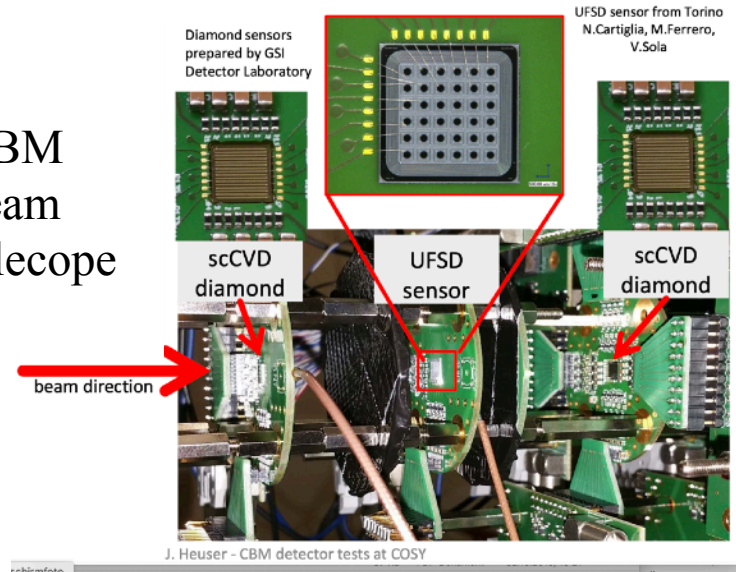 Diamond sensors
prepared by GSI
Detector Laboratory
UFSD sensor from Torino
N.Cartiglia, M.Ferrero,
V.Sola
BM
eam
lecope
scCVD
diamond
UFSD
sensor
scCVD
diamond
beam direction
J. Heuser - CBM detector tests at COSY